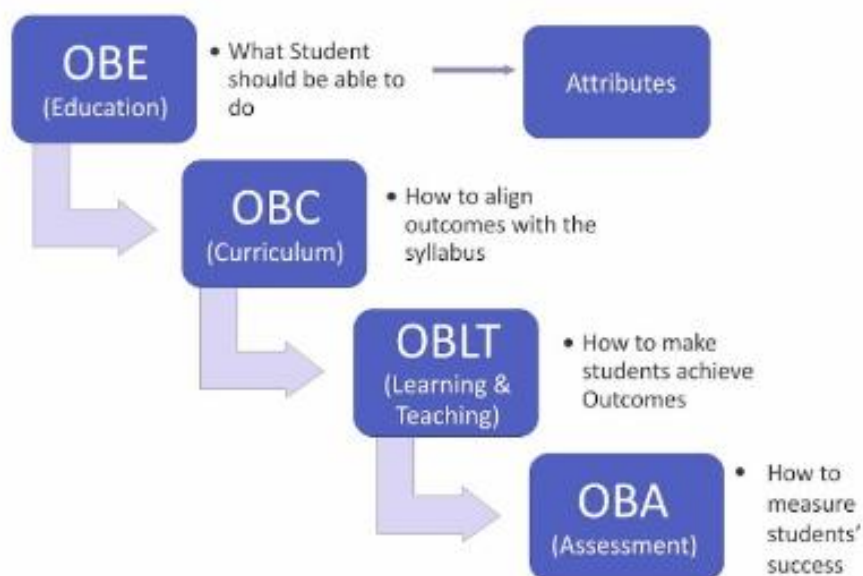 OBE
(Education)
• What Student
should be able to
do
Attributes
OBC
(Curriculum)
• How to align
outcomes with the
syllabus
OBLT
(Learning &
Teaching)
• How to make
students achieve
Outcomes
OBA
(Assessment)
• How to
measure
students'
success